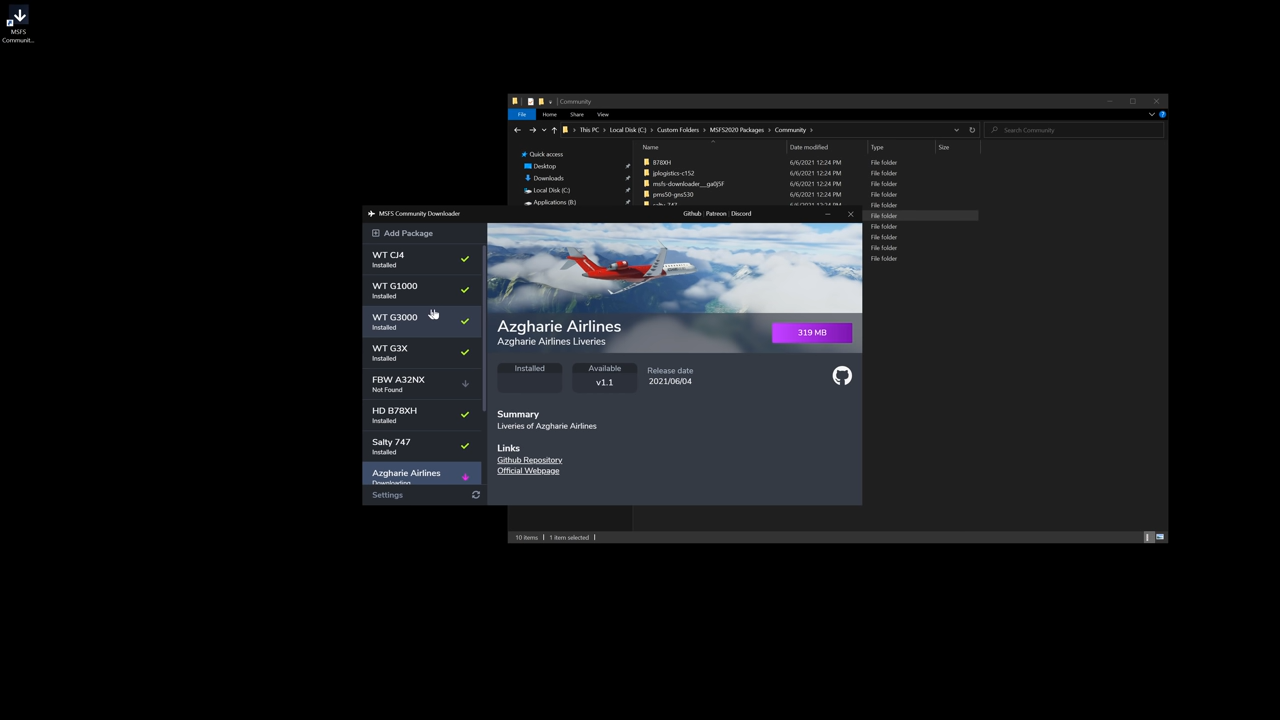 MSFS
Communit...
Community
File Home Share View
This PC Local Disk (C:) Custom Folders MSFS2020 Packages Community
Search Community
Quick access
Desktop
Downloads
Local Disk (C:)
Applications (B:)
Name Date modified Type Size
878XH 6/6/2021 12:24 PM File folder
jplogistics-c152 6/6/2021 12:24 PM File folder
msfs-downloader__ga0j5F 6/6/2021 12:24 PM File folder
pms50-gns530 6/6/2021 12:24 PM File folder
File folder
File folder
File folder
File folder
File folder
File folder
10 items 1 item selected
MSFS Community Downloader
Github Patreon Discord
Add Package
WT CJ4
Installed
WT G1000
Installed
WT G3000
Installed
WT G3X
Installed
FBW A32NX
Not Found
HD B78XH
Installed
Salty 747
Installed
Azgharie Airlines
Downloading
Settings
Azgharie Airlines
Azgharie Airlines Liveries
319 MB
Installed
Available
v1.1
Release date
2021/06/04
Summary
Liveries of Azgharie Airlines
Links
Github Repository
Official Webpage